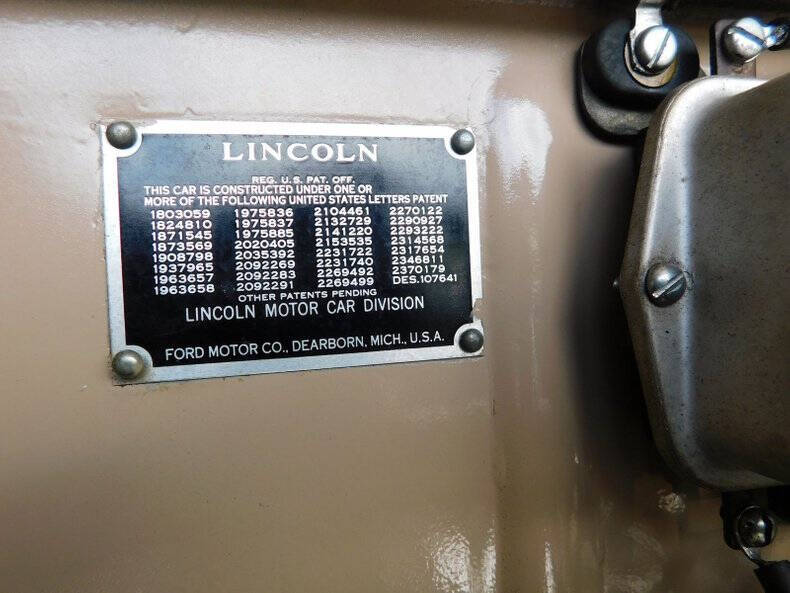 LINCOLN
REG. U.S. PAT. OFF.
THIS CAR IS CONSTRUCTED UNDER ONE OR
MORE OF THE FOLLOWING UNITED STATES LETTERS PATENT
1803059 1975836 2104461 2270122
1824810 1975837 2132729 2290927
1871545 1975885 2141220 2293222
1873569 2020405 2153535 2314568
1908798 2035392 2231722 2317654
1937965 2092269 2231740 2346811
1963657 2092283 2269492 2370179
1963658 2092291 2269499 DES.107641
OTHER PATENTS PENDING
LINCOLN MOTOR CAR DIVISION
FORD MOTOR CO., DEARBORN, MICH., U.S.A.